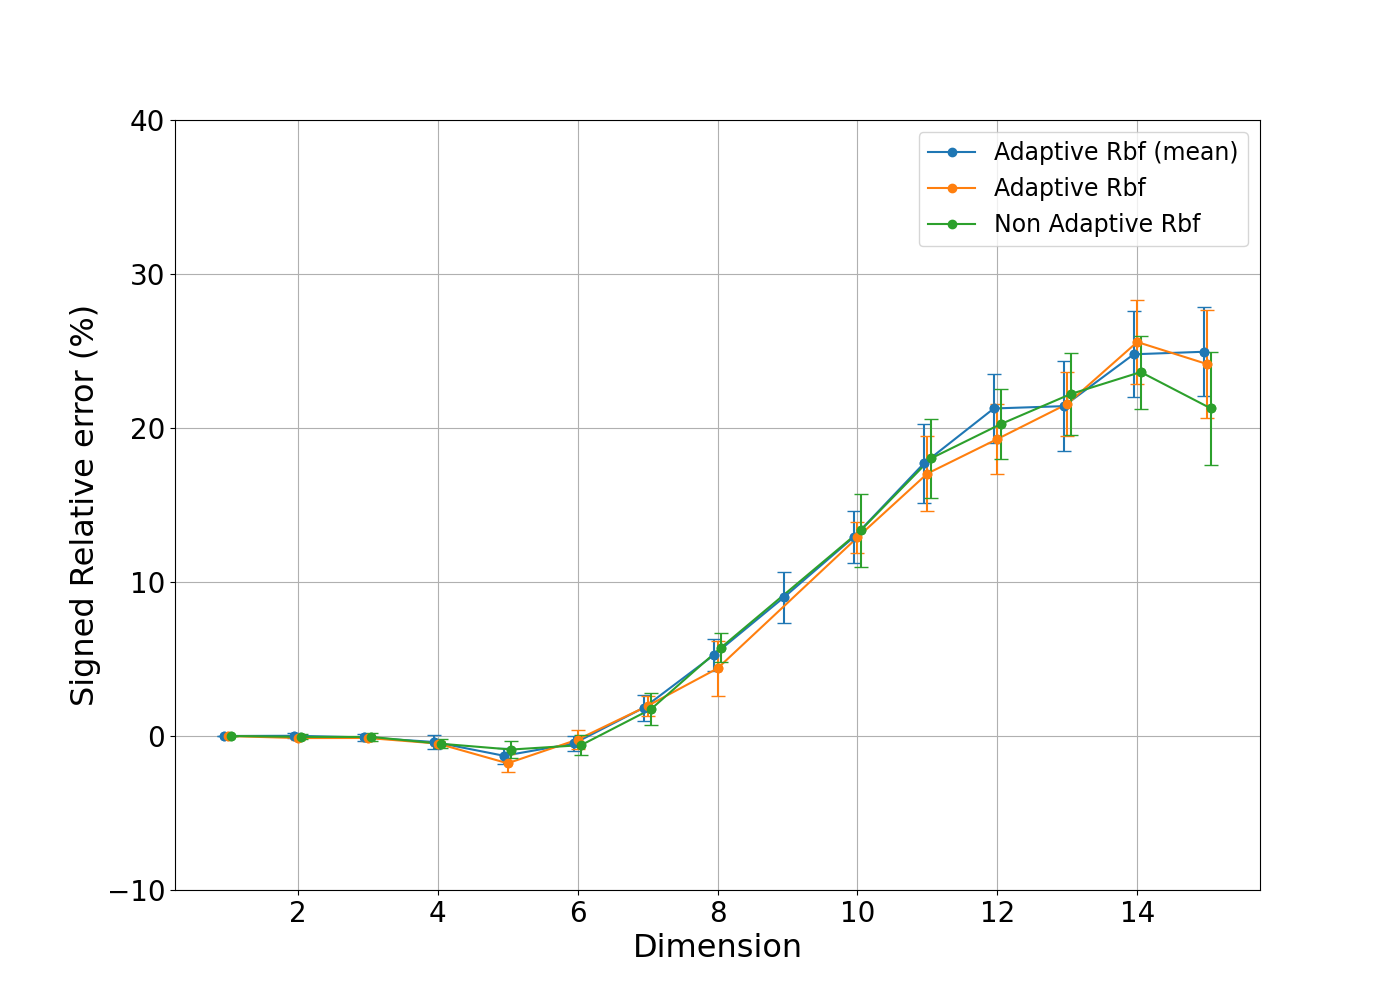 40
30
20
10
0
−10
Signed Relative error (%)
Adaptive Rbf (mean)
Adaptive Rbf
Non Adaptive Rbf
2 4 6 8 10 12 14
Dimension